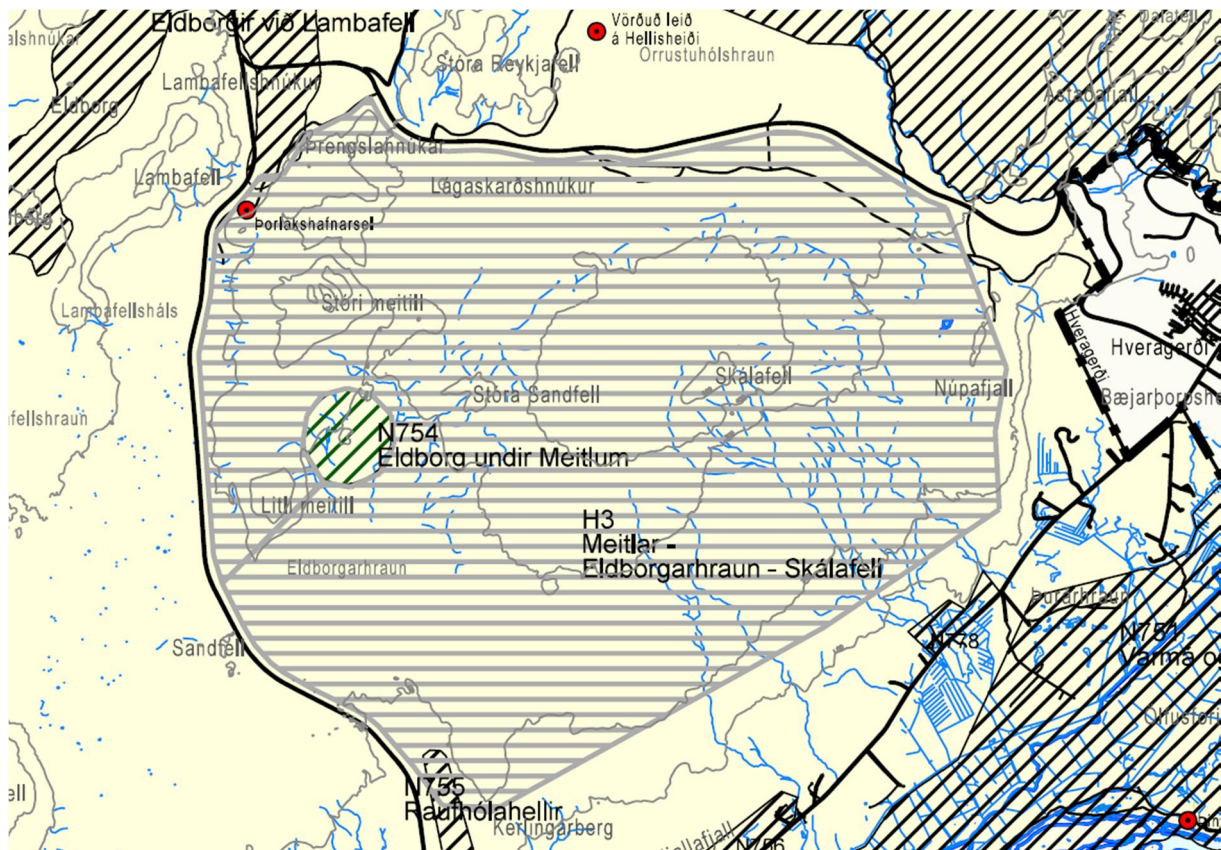 Eldborgir við Lambafell
Vörðuð leið
á Hellisheiði
Orrustuhólshraun
Stóra Reykjafell
Lambafellshnúkur
Eldborg
Þrengslahnúkar
Lambafell
Lágaskarðshnúkur
Þorlákshafnarsel
Lambafellsháls
Stóri meitill
Hveragerði
Hveragerði
Skálafell
Núpafjall
Stóra Sandfell
N754
Eldborg undir Meitlum
Litli meitill
H3
Meitlar -
Eldborgarhraun - Skálafell
Eldborgarhraun
Sandfell
N778
N751
N755
Raufhólahellir
Kerlingarberg